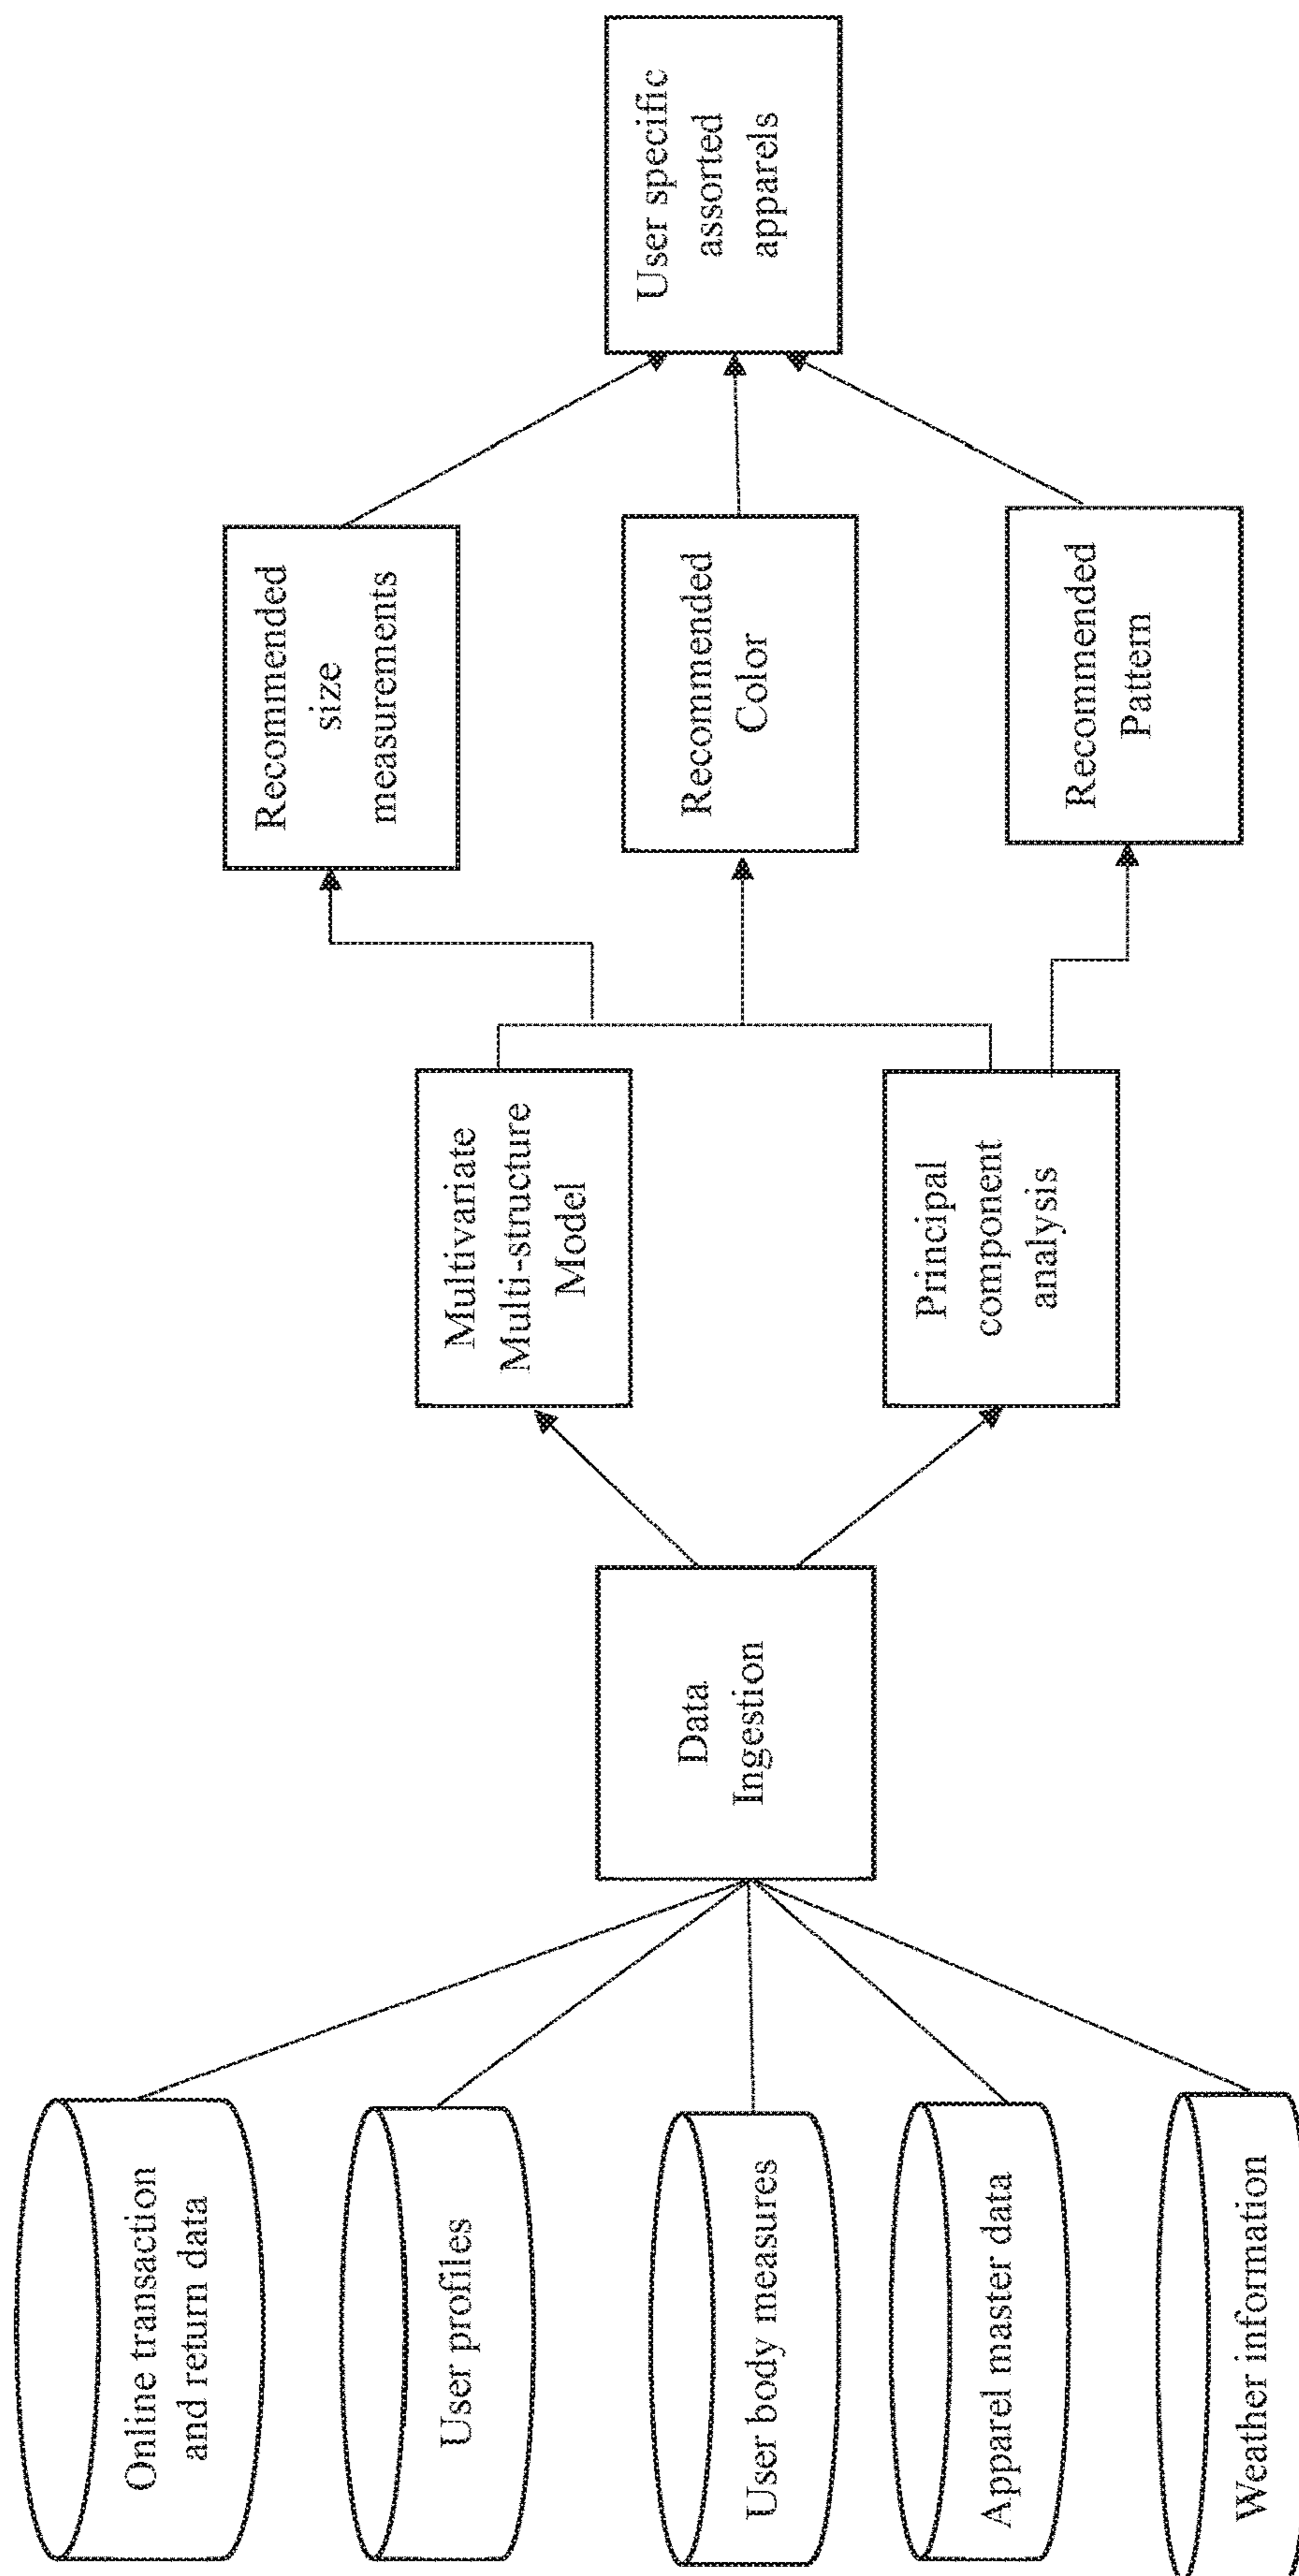 Online transaction
and return data
User profiles
User body measures
Apparel master data
Weather information
Data
Ingestion
Multivariate
Multi-structure
Model
Principal
component
analysis
Recommended
size
measurements
Recommended
Color
Recommended
Pattern
User specific
assorted
apparels